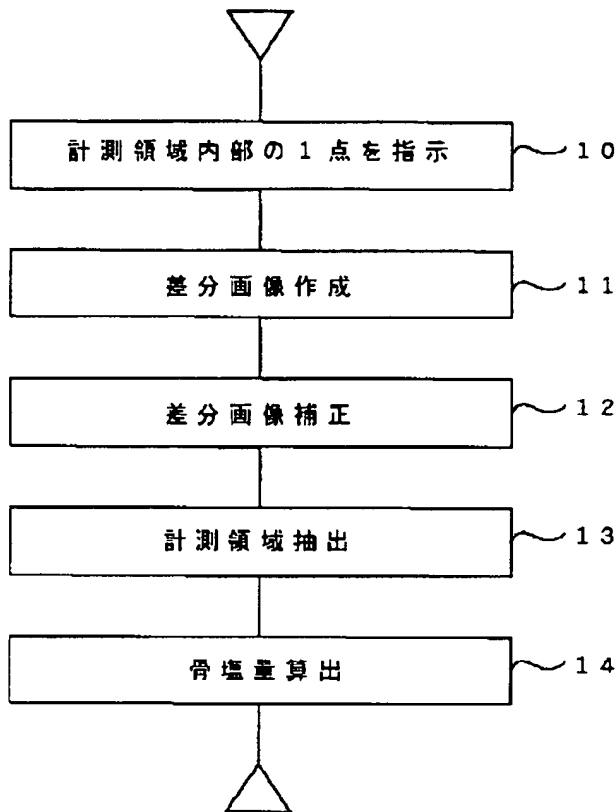 計測領域内部の1点を指示
10
差分画像作成
11
差分画像補正
12
計測領域抽出
13
骨塩量算出
14